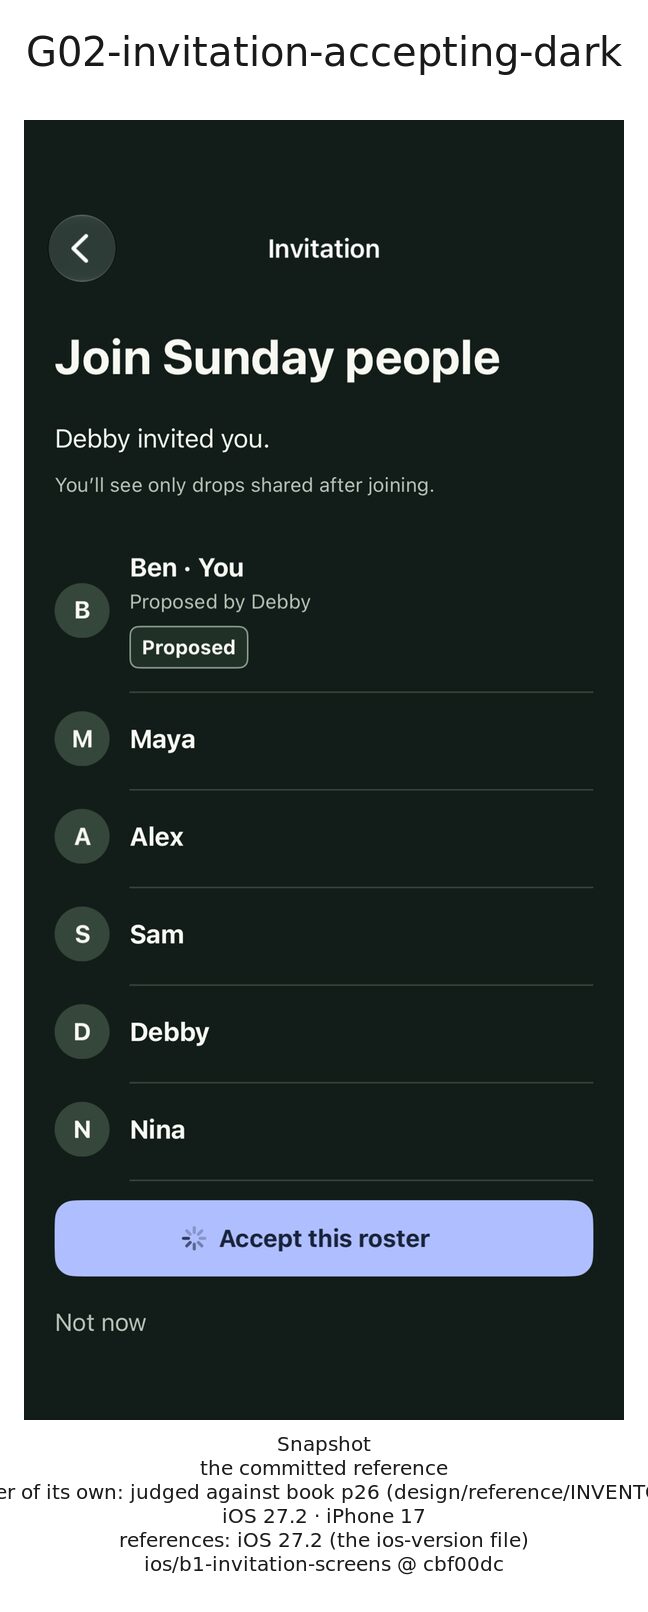 G02-invitation-accepting-dark
Invitation
Join Sunday people
Debby invited you.
You’ll see only drops shared after joining.
B
Ben · You
Proposed by Debby
Proposed
M
Maya
A
Alex
S
Sam
D
Debby
N
Nina
Accept this roster
Not now
Snapshot
the committed reference
of its own: judged against book p26 (design/reference/
iOS 27.2 · iPhone 17
references: iOS 27.2 (the ios-version file)
ios/b1-invitation-screens @ cbf00dc